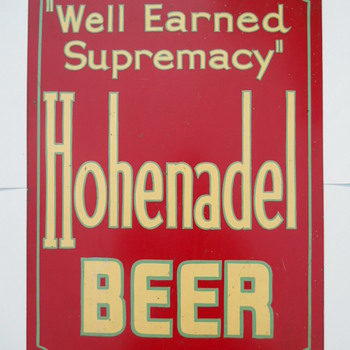 "Well Earned
Supremacy"
Hohenadel
BEER